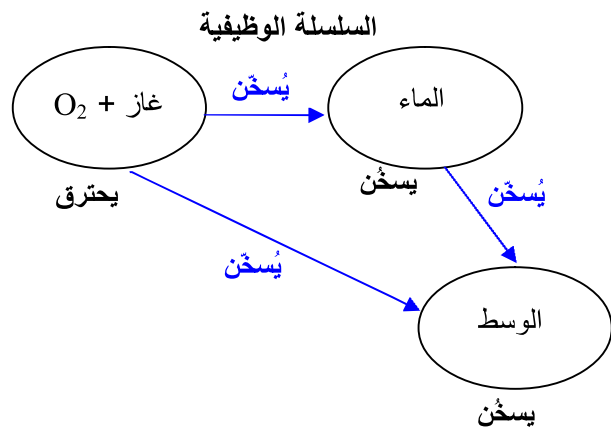 السلسلة الوظيفية
غاز + O₂
يُسخّن
الماء
يحترق
يسخُن
يُسخّن
يُسخّن
الوسط
يسخُن